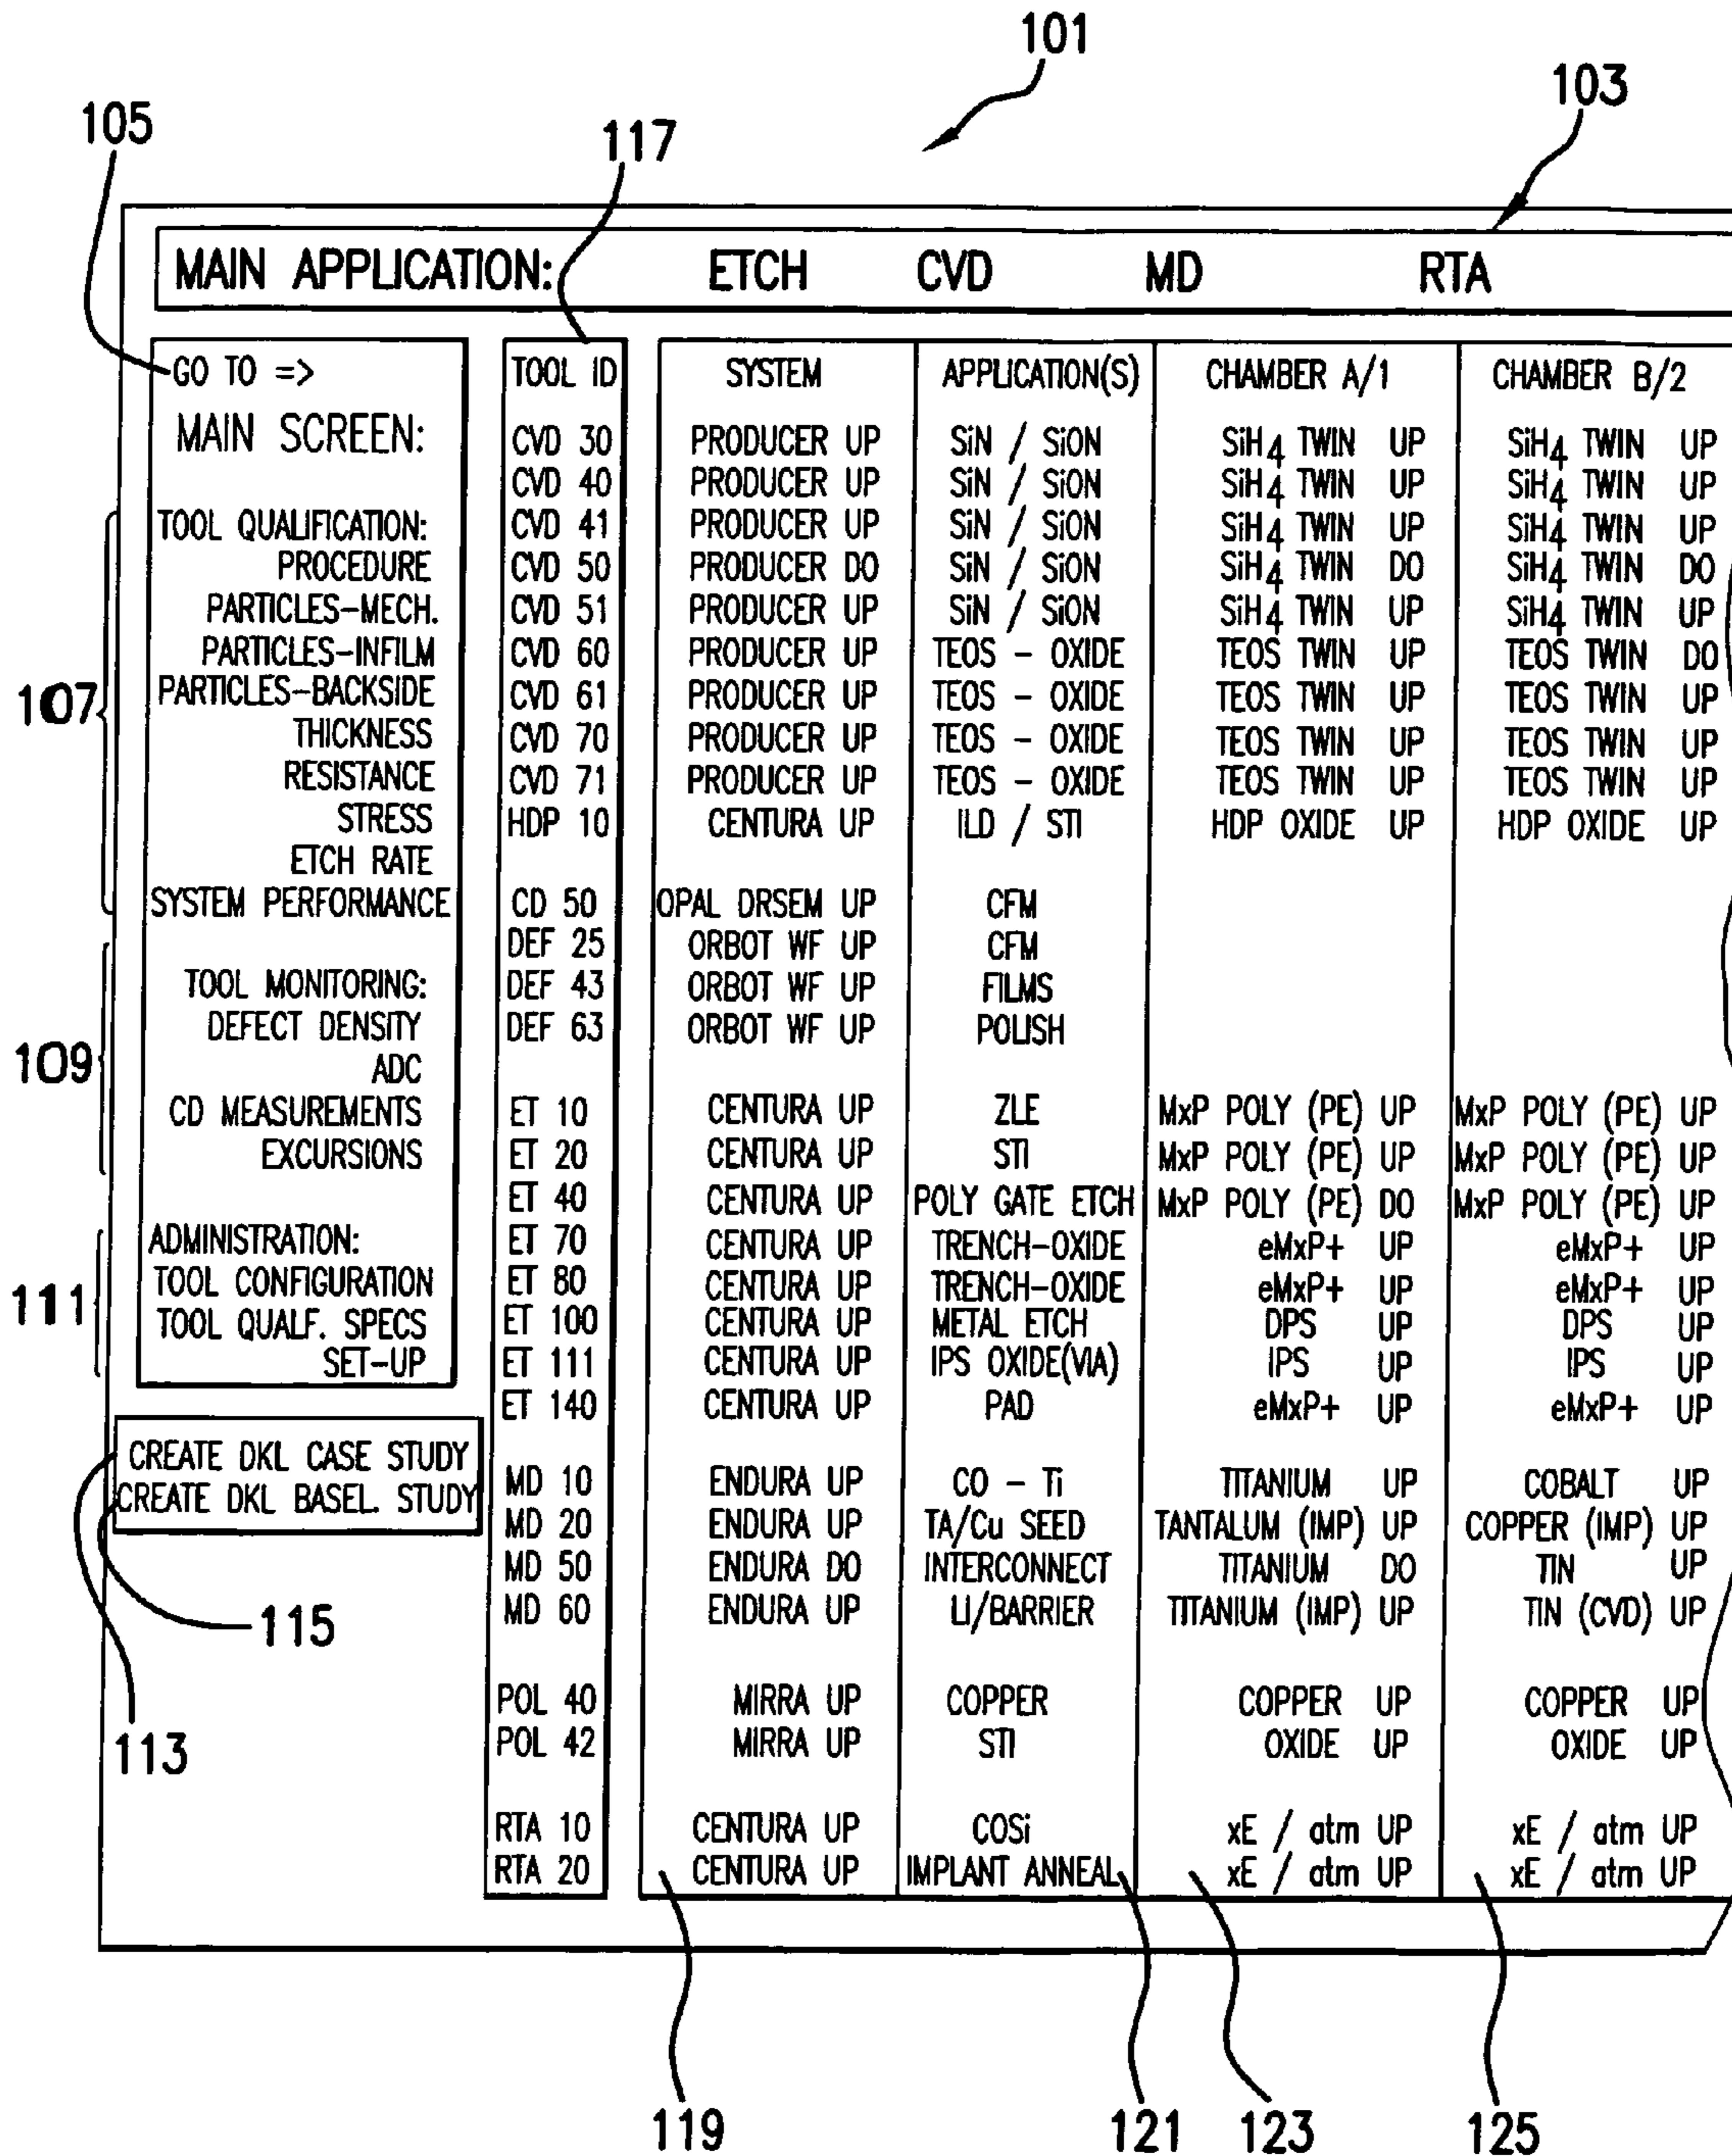 101
103
105
117
MAIN APPLICATION: ETCH CVD MD RTA
GO TO =>
MAIN SCREEN:
TOOL QUALIFICATION:
PROCEDURE
PARTICLES-MECH.
PARTICLES-INFILM
PARTICLES-BACKSIDE
THICKNESS
RESISTANCE
STRESS
ETCH RATE
SYSTEM PERFORMANCE
107
TOOL MONITORING:
DEFECT DENSITY
ADC
CD MEASUREMENTS
EXCURSIONS
109
ADMINISTRATION:
TOOL CONFIGURATION
TOOL QUALF. SPECS
SET-UP
111
CREATE DKL CASE STUDY
CREATE DKL BASEL. STUDY
115
113
TOOL ID SYSTEM APPLICATION(S) CHAMBER A/1 CHAMBER B/2
CVD 30 PRODUCER UP SiN / SiON SiH4 TWIN UP SiH4 TWIN UP
CVD 40 PRODUCER UP SiN / SiON SiH4 TWIN UP SiH4 TWIN UP
CVD 41 PRODUCER UP SiN / SiON SiH4 TWIN UP SiH4 TWIN UP
CVD 50 PRODUCER DO SiN / SiON SiH4 TWIN DO SiH4 TWIN DO
CVD 51 PRODUCER UP SiN / SiON SiH4 TWIN UP SiH4 TWIN UP
CVD 60 PRODUCER UP TEOS - OXIDE TEOS TWIN UP TEOS TWIN DO
CVD 61 PRODUCER UP TEOS - OXIDE TEOS TWIN UP TEOS TWIN UP
CVD 70 PRODUCER UP TEOS - OXIDE TEOS TWIN UP TEOS TWIN UP
CVD 71 PRODUCER UP TEOS - OXIDE TEOS TWIN UP TEOS TWIN UP
HDP 10 CENTURA UP ILD / STI HDP OXIDE UP HDP OXIDE UP
CD 50 OPAL DRSEM UP CFM
DEF 25 ORBOT WF UP CFM
DEF 43 ORBOT WF UP FILMS
DEF 63 ORBOT WF UP POLISH
ET 10 CENTURA UP ZLE MxP POLY (PE) UP MxP POLY (PE) UP
ET 20 CENTURA UP STI MxP POLY (PE) UP MxP POLY (PE) UP
ET 40 CENTURA UP POLY GATE ETCH MxP POLY (PE) DO MxP POLY (PE) UP
ET 70 CENTURA UP TRENCH-OXIDE eMxP+ UP eMxP+ UP
ET 80 CENTURA UP TRENCH-OXIDE eMxP+ UP eMxP+ UP
ET 100 CENTURA UP METAL ETCH DPS UP DPS UP
ET 111 CENTURA UP IPS OXIDE(VIA) IPS UP IPS UP
ET 140 CENTURA UP PAD eMxP+ UP eMxP+ UP
MD 10 ENDURA UP CO - Ti TITANIUM UP COBALT UP
MD 20 ENDURA UP TA/Cu SEED TANTALUM (IMP) UP COPPER (IMP) UP
MD 50 ENDURA DO INTERCONNECT TITANIUM DO TIN UP
MD 60 ENDURA UP LI/BARRIER TITANIUM (IMP) UP TIN (CVD) UP
POL 40 MIRRA UP COPPER COPPER UP COPPER UP
POL 42 MIRRA UP STI OXIDE UP OXIDE UP
RTA 10 CENTURA UP COSi xE / atm UP xE / atm UP
RTA 20 CENTURA UP IMPLANT ANNEAL xE / atm UP xE / atm UP
119 121 123 125